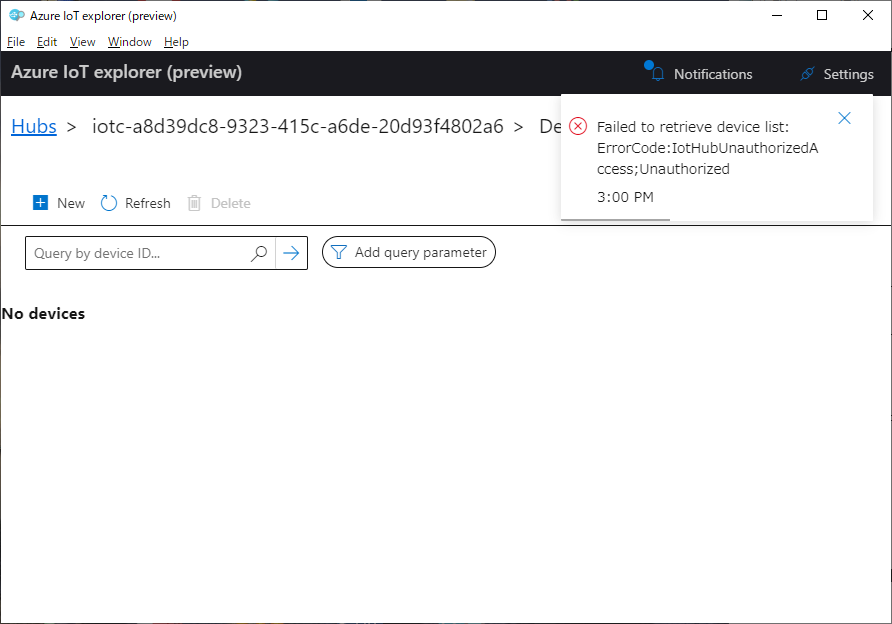 Azure IoT explorer (preview)
File Edit View Window Help
Azure IoT explorer (preview)
Notifications
Settings
Hubs > iotc-a8d39dc8-9323-415c-a6de-20d93f4802a6 > De
Failed to retrieve device list:
ErrorCode:IotHubUnauthorizedA
ccess;Unauthorized
3:00 PM
New
Refresh
Delete
Query by device ID...
Add query parameter
No devices